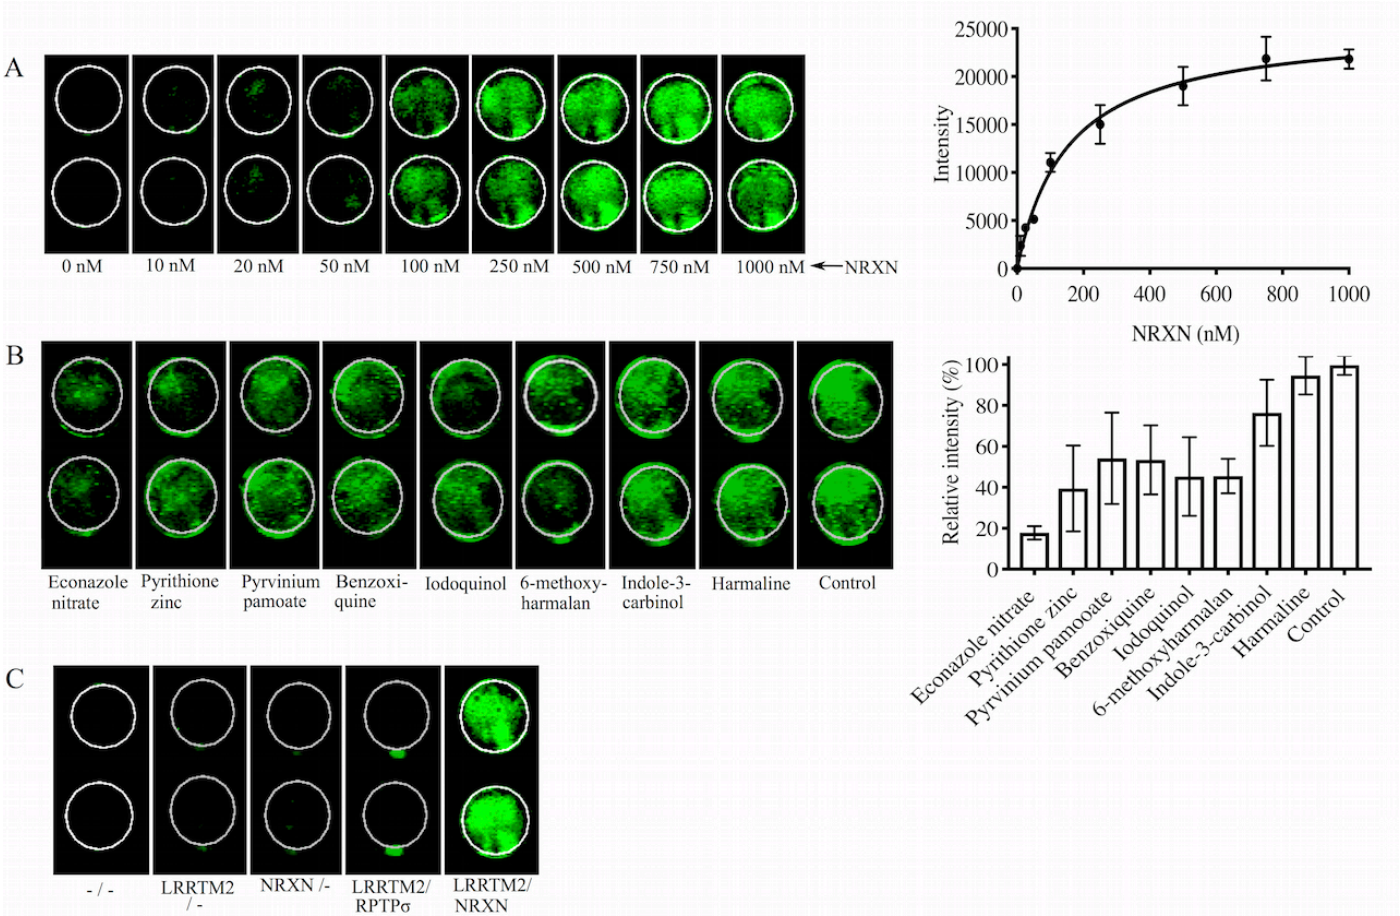 A
0 nM
10 nM
20 nM
50 nM
100 nM
250 nM
500 nM
750 nM
1000 nM
NRXN
25000
20000
15000
10000
5000
0
Intensity
0
200
400
600
800
1000
NRXN (nM)
B
Econazole
nitrate
Pyrithione
zinc
Pyrvinium
pamoate
Benzoxi-
quine
Iodoquinol
6-methoxy-
harmalan
Indole-3-
carbinol
Harmaline
Control
100
80
60
40
20
0
Relative intensity (%)
Econazole nitrate
Pyrithione zinc
Pyrvinium pamooate
Benzoxiquine
Iodoquinol
6-methoxyharmalan
Indole-3-carbinol
Harmaline
Control
C
- / -
LRRTM2
/ -
NRXN /-
LRRTM2/
RPTPσ
LRRTM2/
NRXN